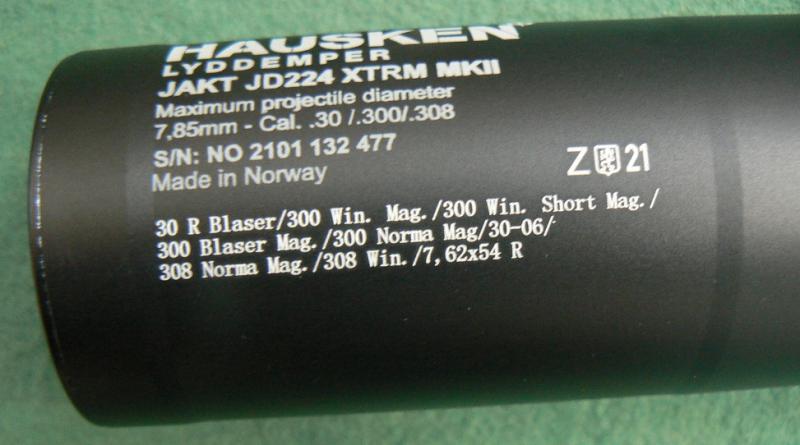 HAUSKEN
LYDDEMPER
JAKT JD224 XTRM MKII
Maximum projectile diameter
7,85mm - Cal. .30 /.300/.308
S/N: NO 2101 132 477
Made in Norway
Z 21
30 R Blaser/300 Win. Mag./300 Win. Short Mag./
300 Blaser Mag./300 Norma Mag/30-06/
308 Norma Mag./308 Win./7,62x54 R